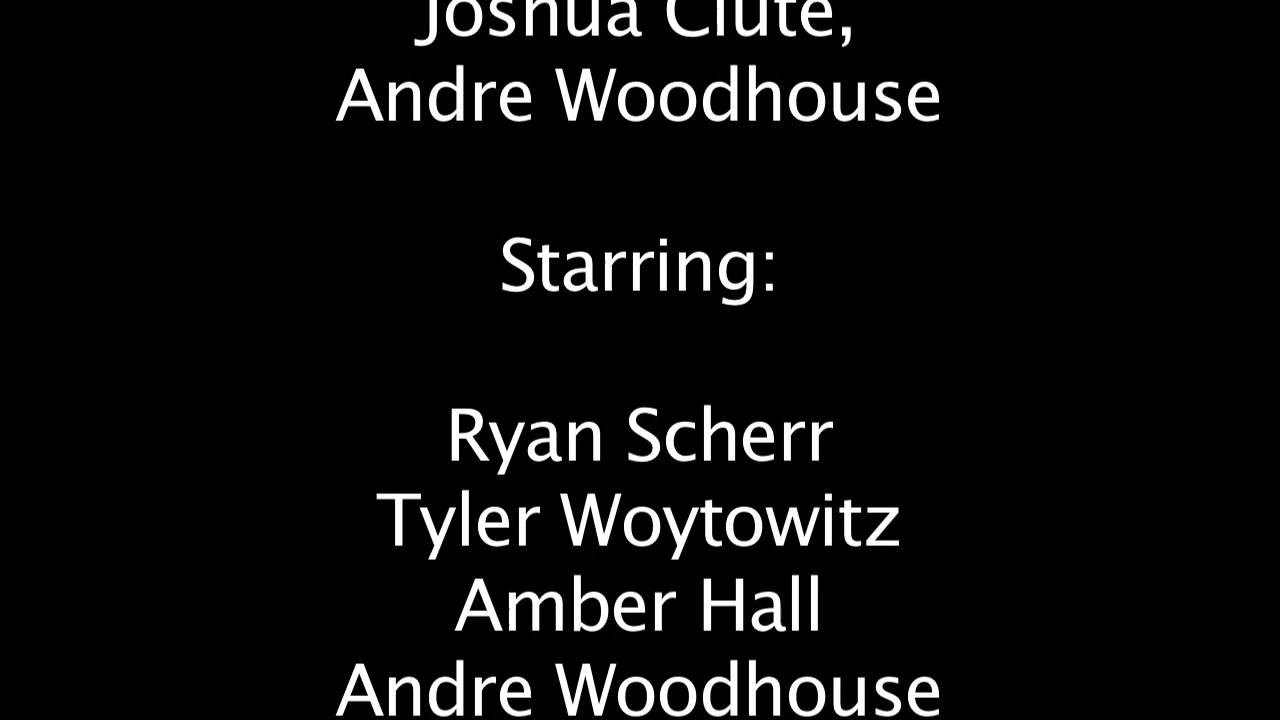 Joshua Clute,
Andre Woodhouse
Starring:
Ryan Scherr
Tyler Woytowitz
Amber Hall
Andre Woodhouse